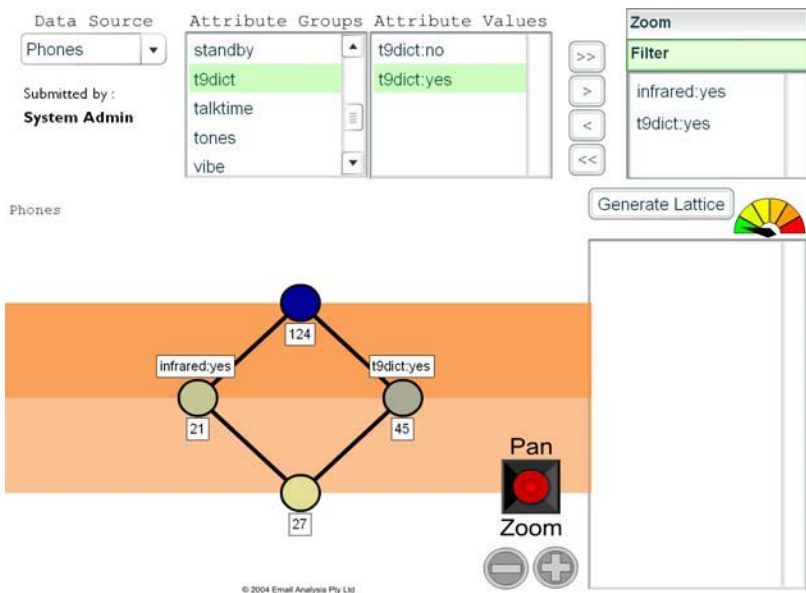 Data Source
Attribute Groups
Attribute Values
Phones
standby
t9dict
talktime
tones
vibe
t9dict:no
t9dict:yes
>>
>
<
<<
Zoom
Filter
infrared:yes
t9dict:yes
Submitted by :
System Admin
Phones
Generate Lattice
124
infrared:yes
t9dict:yes
21
45
27
Pan
Zoom
© 2004 Email Analysis Pty Ltd